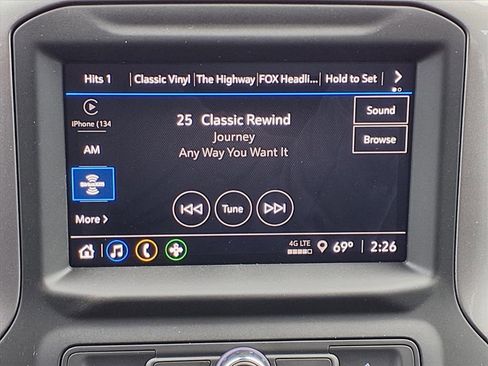 Hits 1 Classic Vinyl The Highway FOX Headli... Hold to Set
iPhone (134
AM
SiriusXM
More >
25 Classic Rewind
Journey
Any Way You Want It
Sound
Browse
Tune
4G LTE
69° 2:26